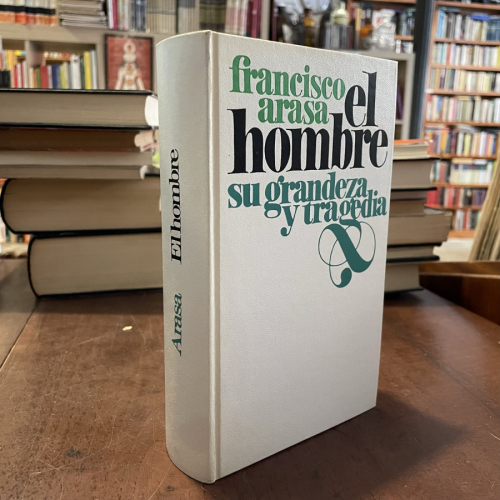 francisco
arasa el
hombre
su grandeza
y tragedia
Arasa El hombre